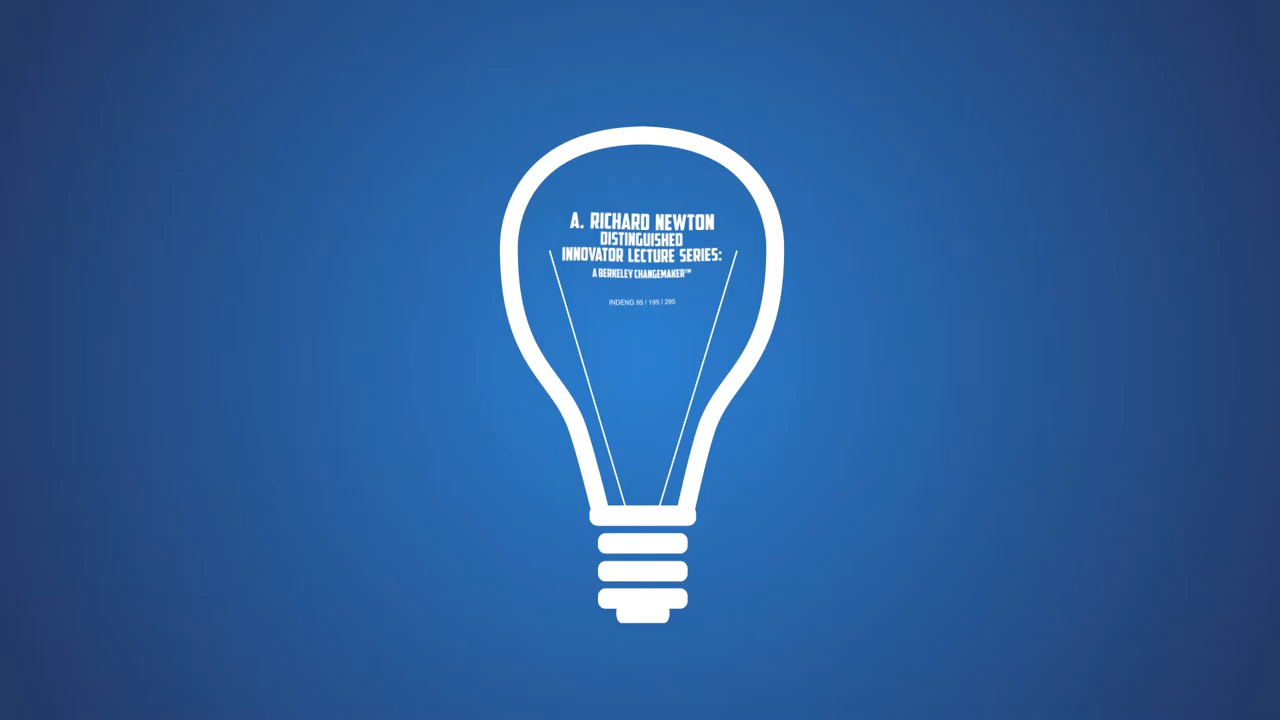 A. RICHARD NEWTON
DISTINGUISHED
INNOVATOR LECTURE SERIES:
A BERKELEY CHANGEMAKER™
INDENG 95 | 195 | 295